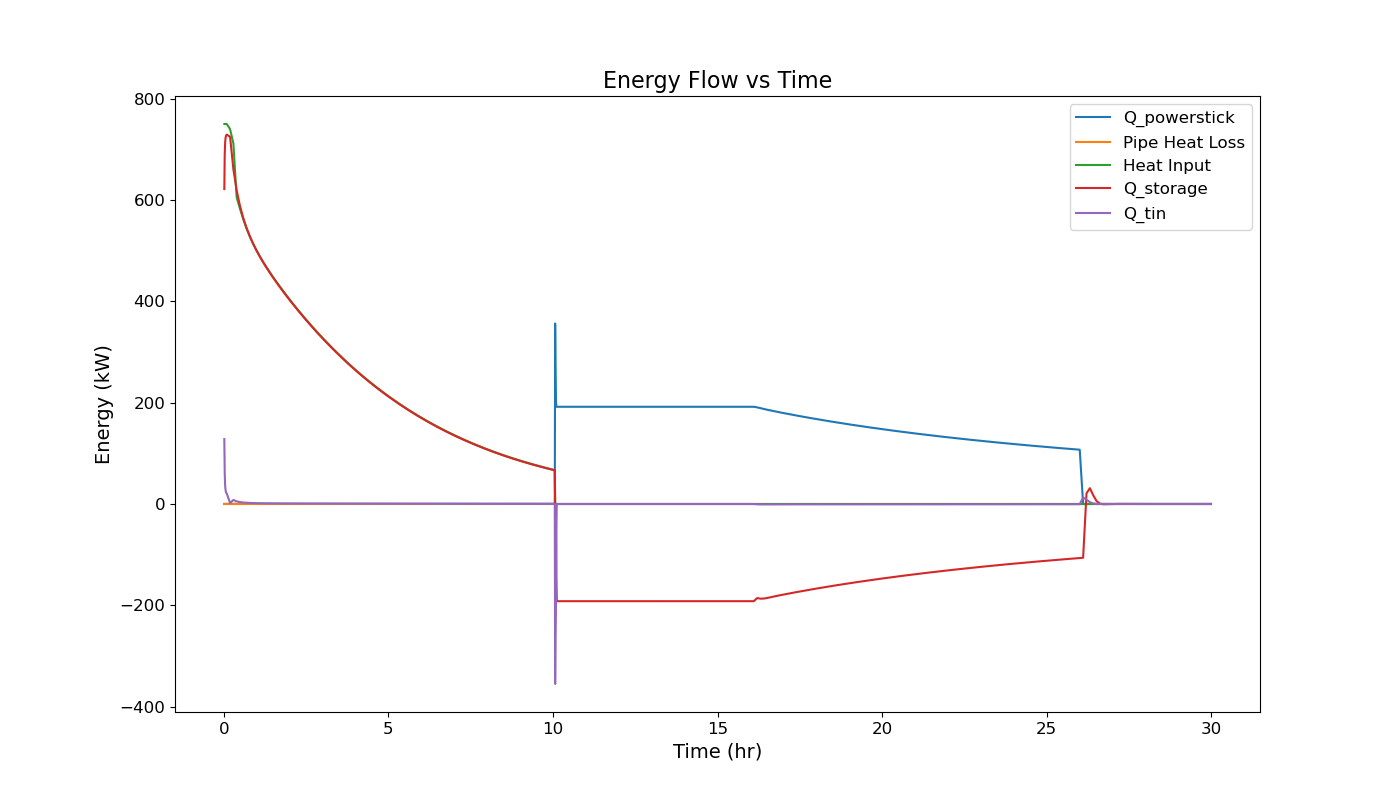 Energy Flow vs Time
Energy (kW)
800
600
400
200
0
−200
−400
Q_powerstick
Pipe Heat Loss
Heat Input
Q_storage
Q_tin
0 5 10 15 20 25 30
Time (hr)